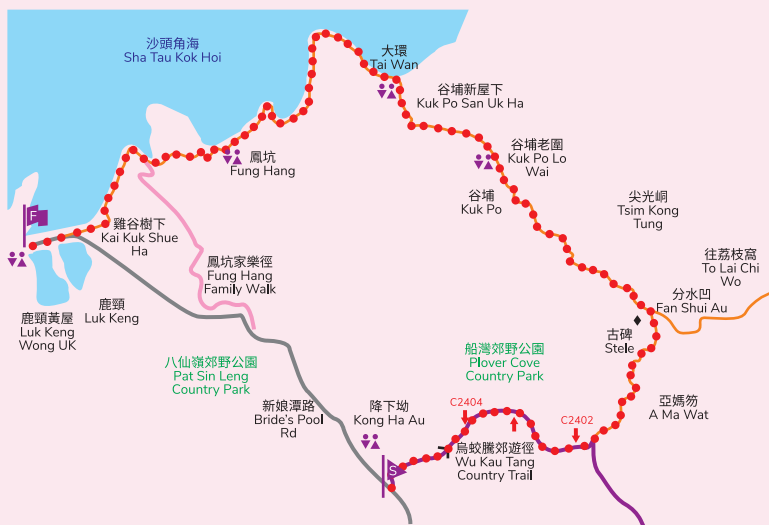 沙頭角海
Sha Tau Kok Hoi
大環
Tai Wan
谷埔新屋下
Kuk Po San Uk Ha
谷埔老圍
Kuk Po Lo
Wai
谷埔
Kuk Po
鳳坑
Fung Hang
尖光峒
Tsim Kong
Tung
往荔枝窩
To Lai Chi
Wo
F
雞谷樹下
Kai Kuk Shue
Ha
鳳坑家樂徑
Fung Hang
Family Walk
分水凹
Fan Shui Au
鹿頸黃屋
Luk Keng
Wong UK
鹿頸
Luk Keng
古碑
Stele
八仙嶺郊野公園
Pat Sin Leng
Country Park
船灣郊野公園
Plover Cove
Country Park
新娘潭路
Bride's Pool
Rd
降下坳
Kong Ha Au
C2404
C2402
亞媽笏
A Ma Wat
烏蛟騰郊遊徑
Wu Kau Tang
Country Trail
S